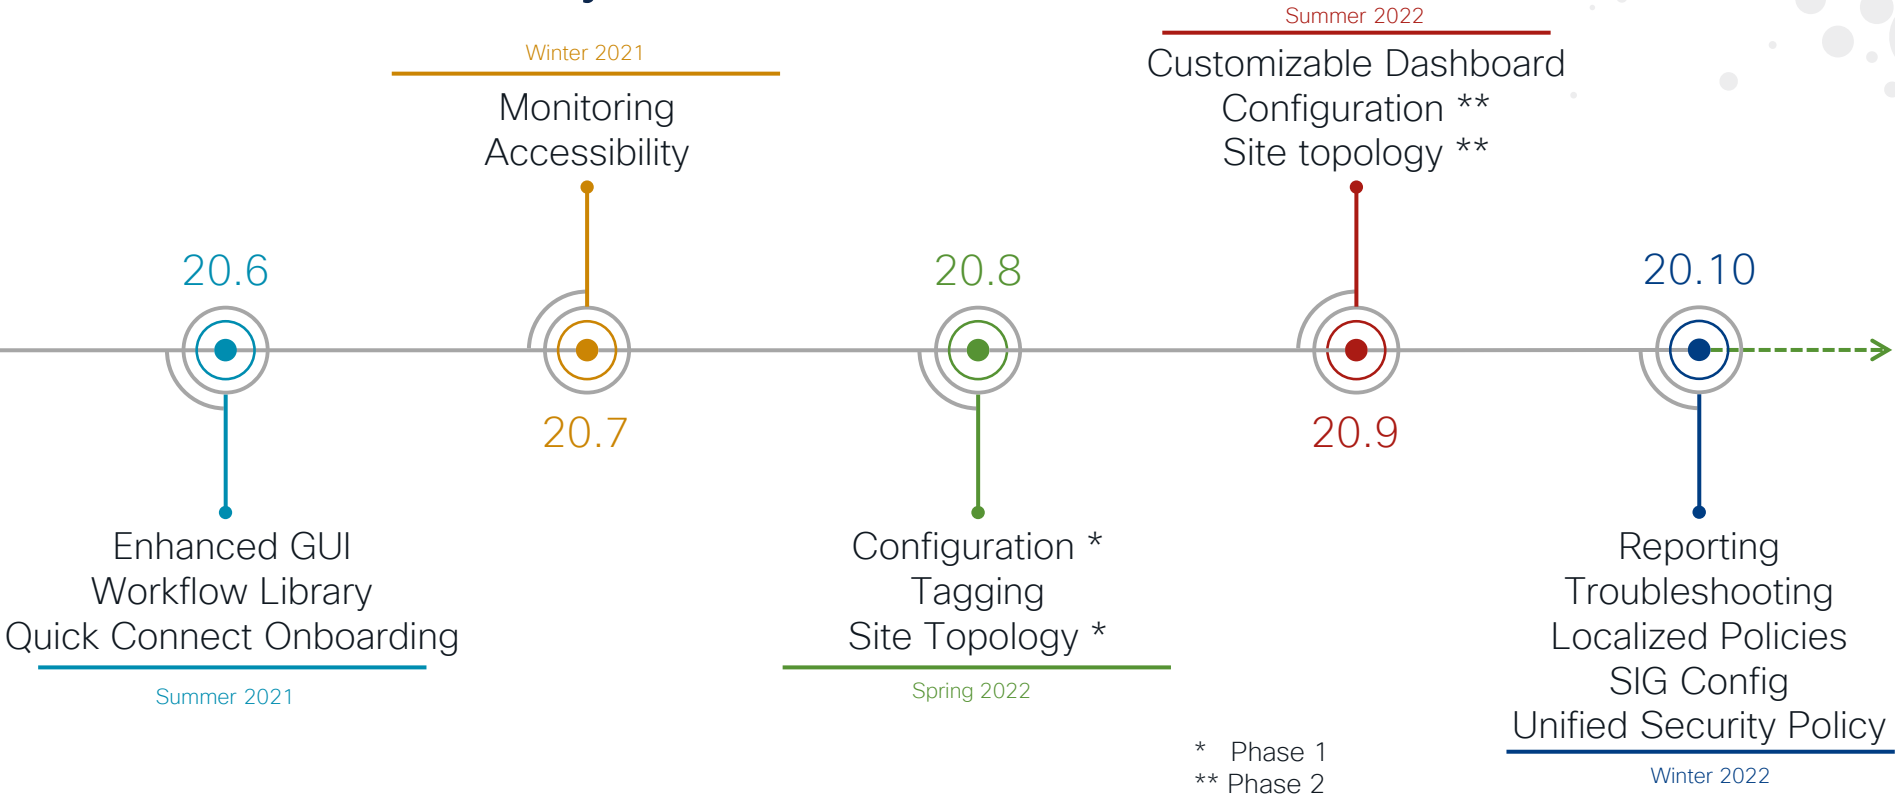 Summer 2022
Winter 2021
Customizable Dashboard
Configuration **
Site topology **
Monitoring
Accessibility
20.6
20.8
20.10
20.7
20.9
Enhanced GUI
Workflow Library
Quick Connect Onboarding
Summer 2021
Configuration *
Tagging
Site Topology *
Spring 2022
Reporting
Troubleshooting
Localized Policies
SIG Config
Unified Security Policy
Winter 2022
* Phase 1
** Phase 2